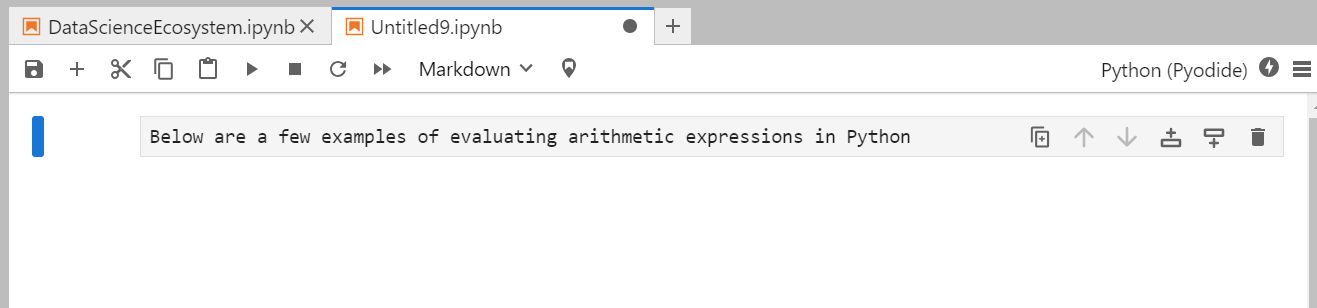 DataScienceEcosystem.ipynb
Untitled9.ipynb
Markdown
Python (Pyodide)
Below are a few examples of evaluating arithmetic expressions in Python